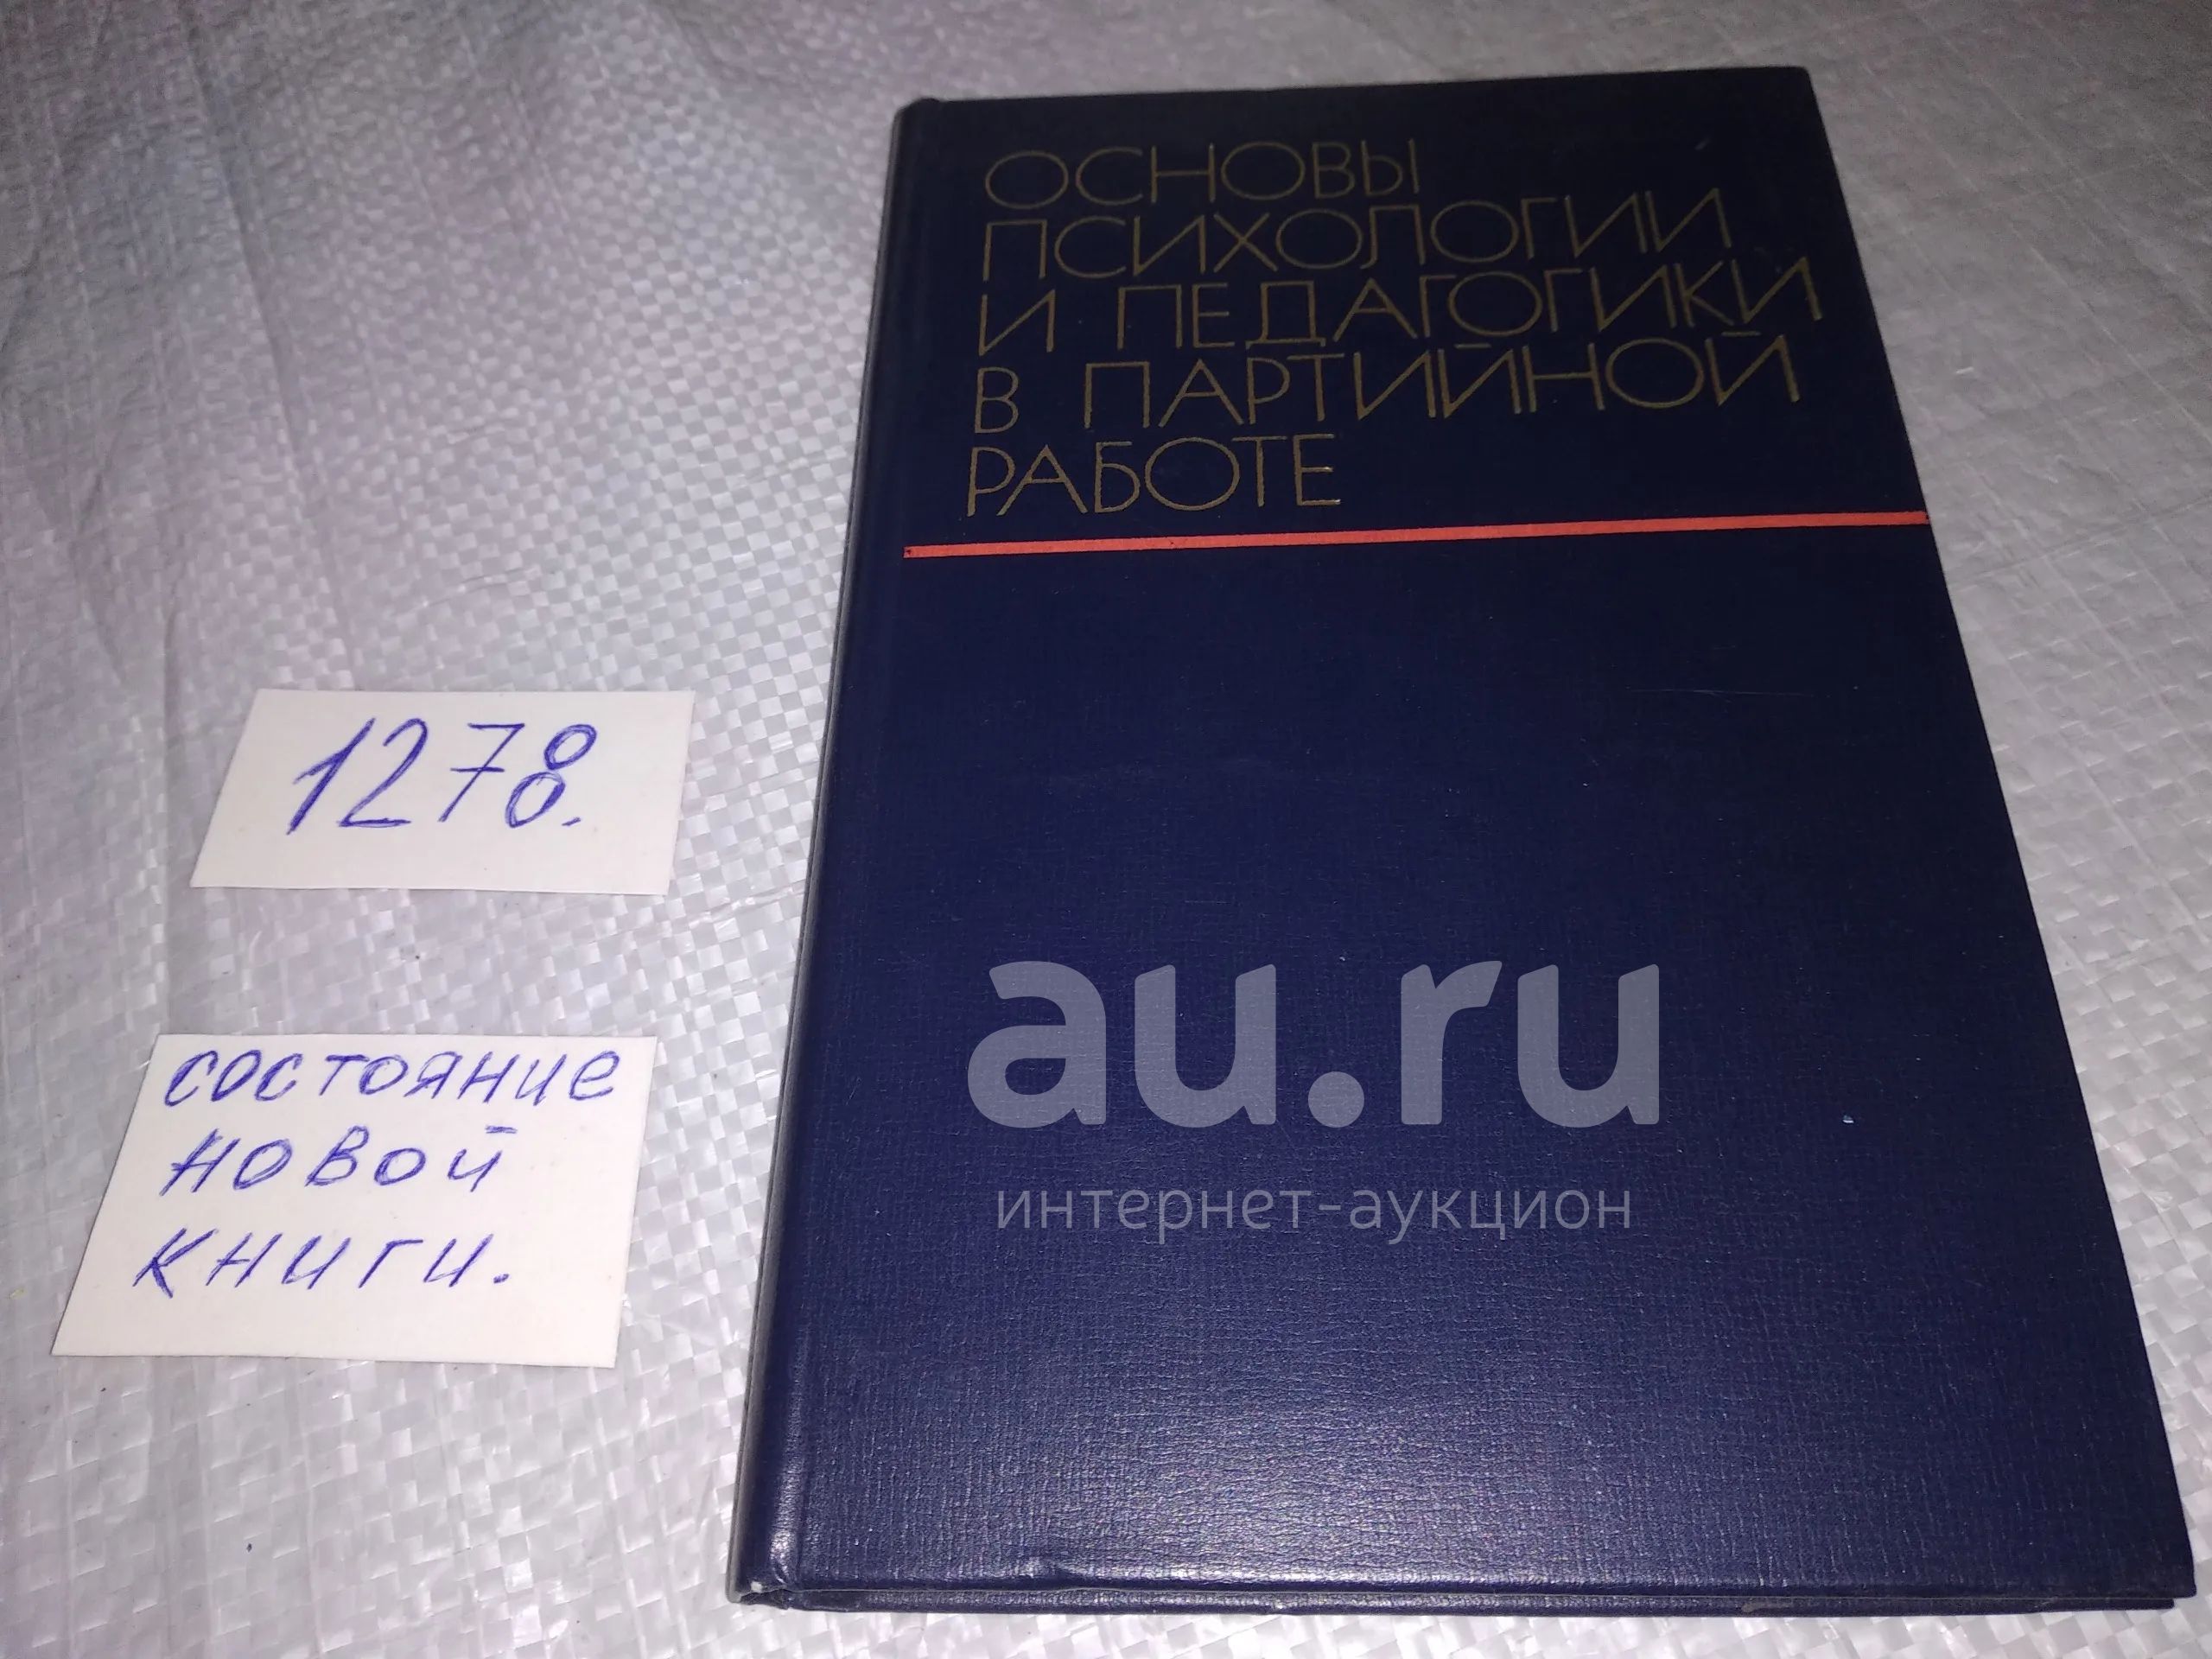 ОСНОВЫ
ПСИХОЛОГИИ
И ПЕДАГОГИКИ
В ПАРТИЙНОЙ
РАБОТЕ
1278.
состояние
новой
книги.
au.ru
интернет-аукцион